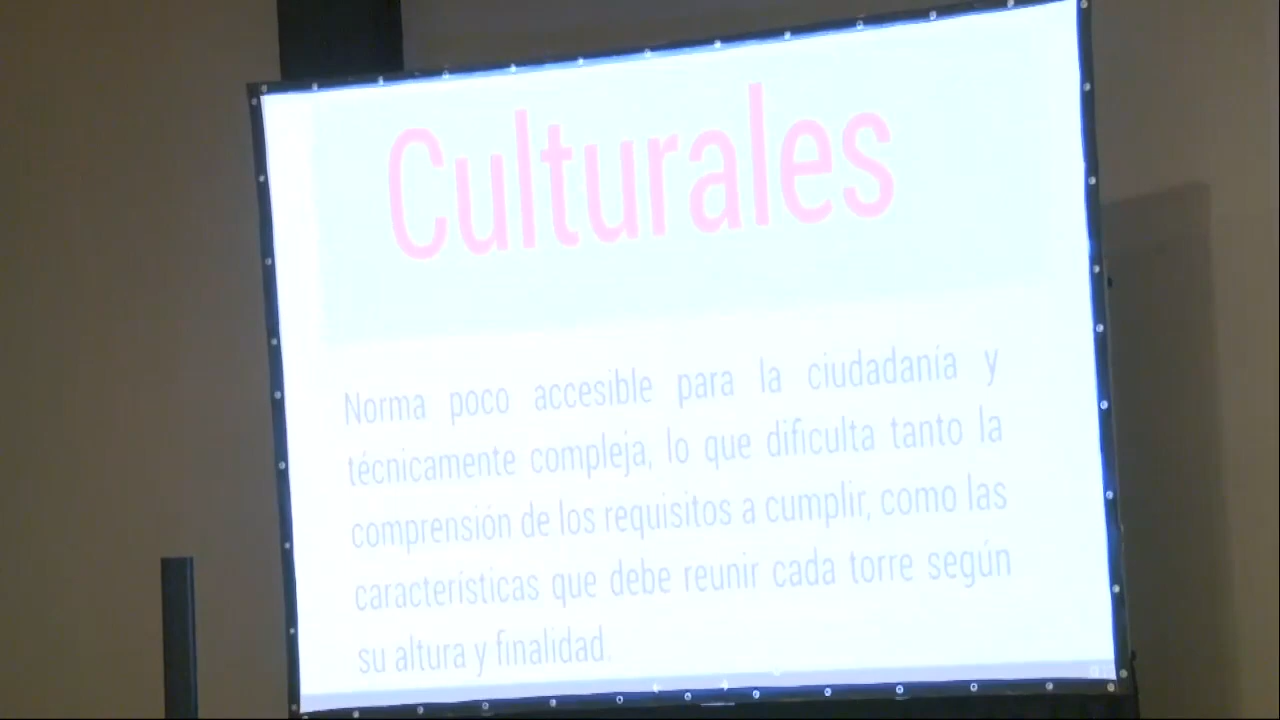 Culturales
Norma poco accesible para la ciudadanía y
técnicamente compleja, lo que dificulta tanto la
comprensión de los requisitos a cumplir, como las
características que debe reunir cada torre según
su altura y finalidad.